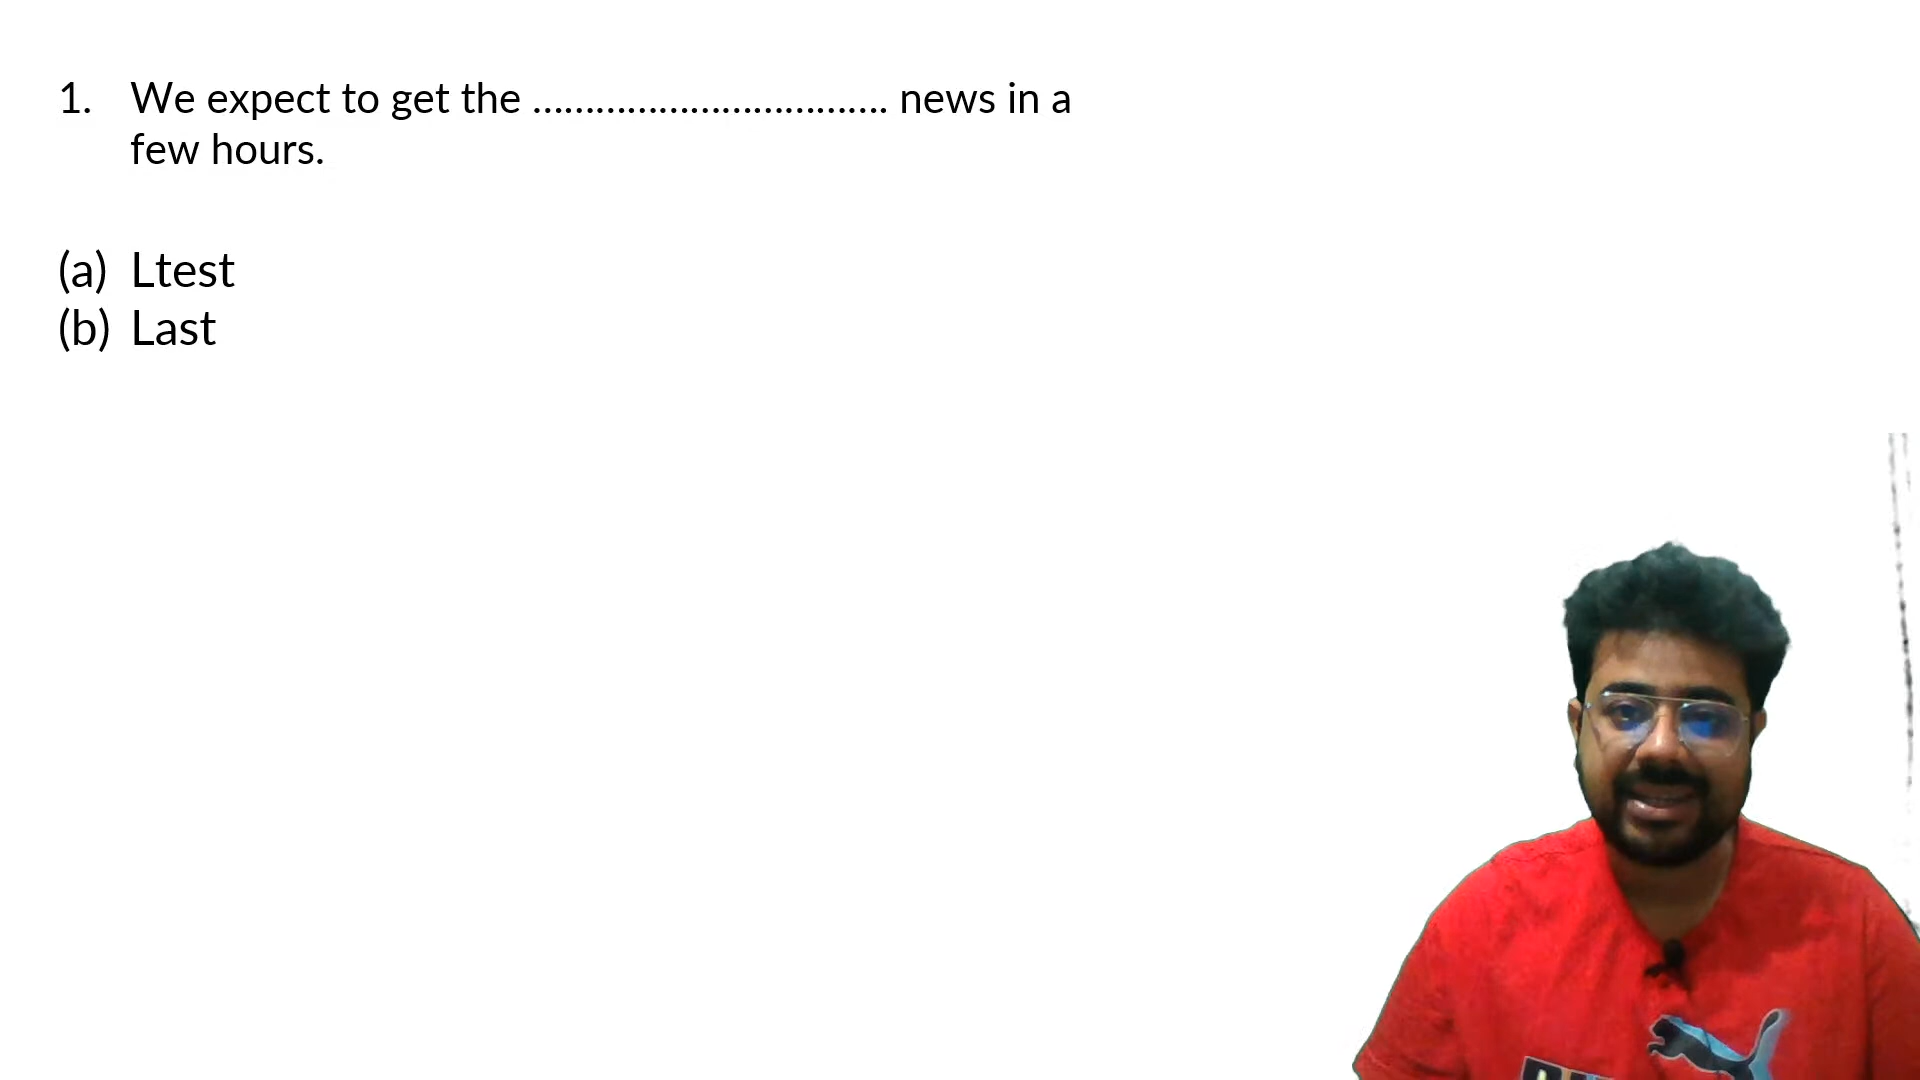 1. We expect to get the ................................. news in a
few hours.
(a) Ltest
(b) Last